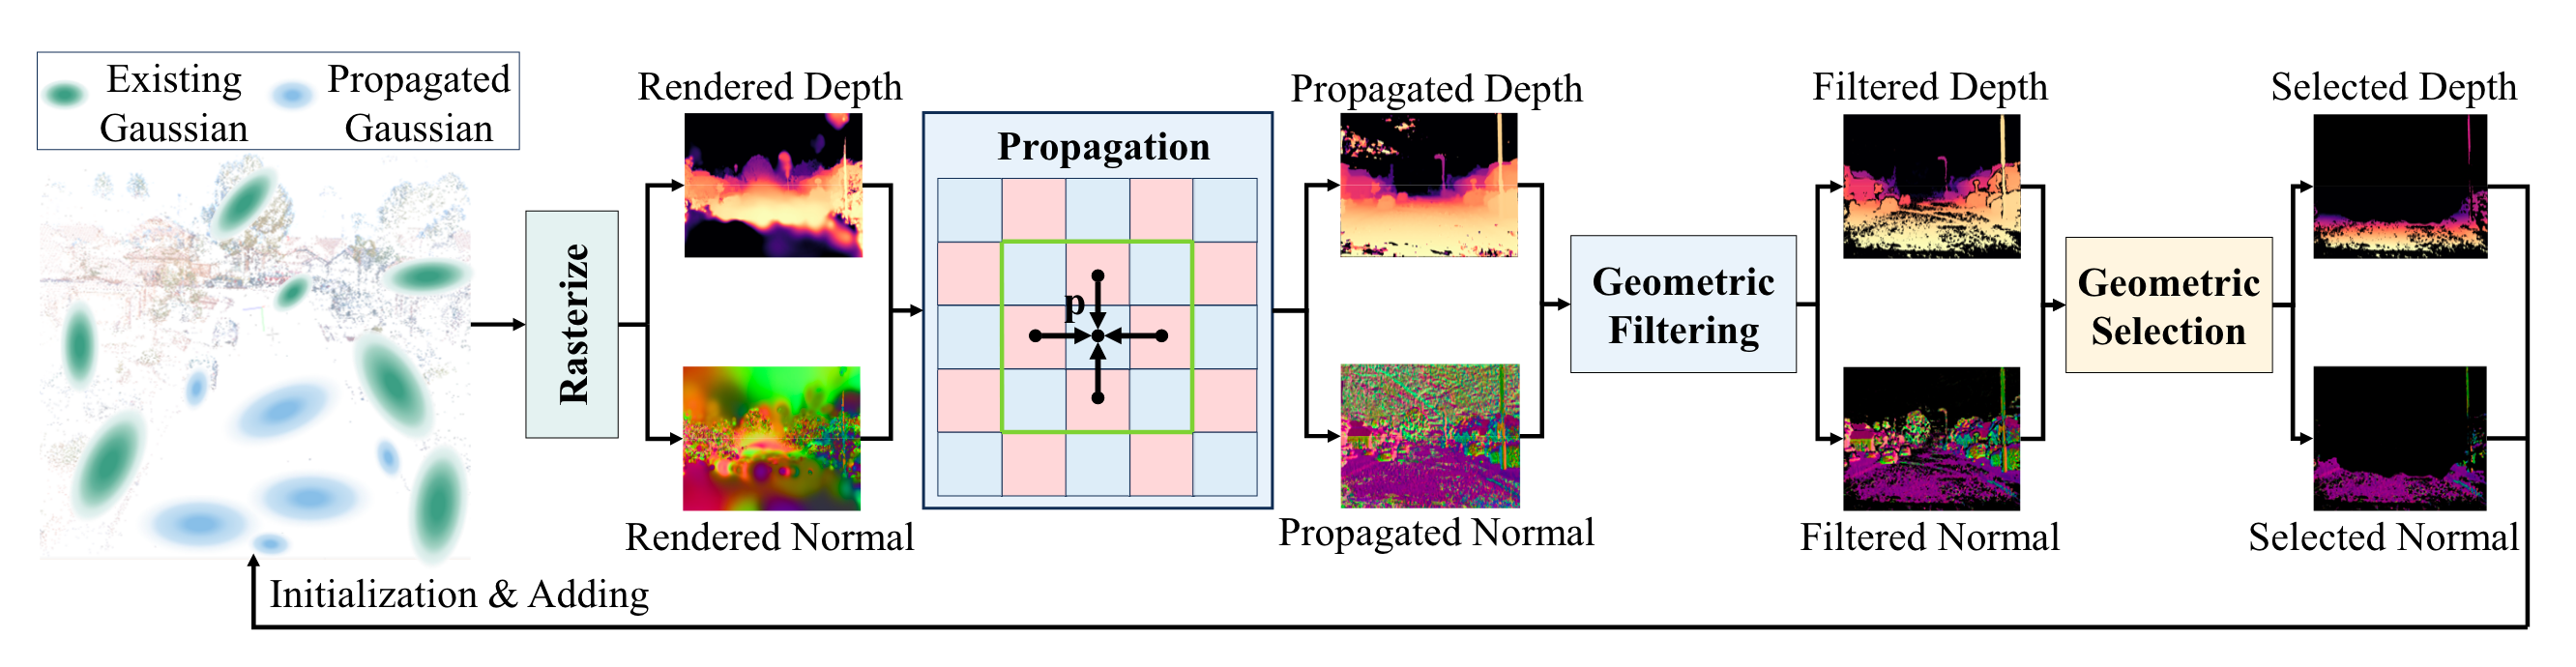 Existing
Gaussian
Propagated
Gaussian
Rasterize
Rendered Depth
Rendered Normal
Propagation
p
Propagated Depth
Propagated Normal
Geometric
Filtering
Filtered Depth
Filtered Normal
Geometric
Selection
Selected Depth
Selected Normal
Initialization & Adding